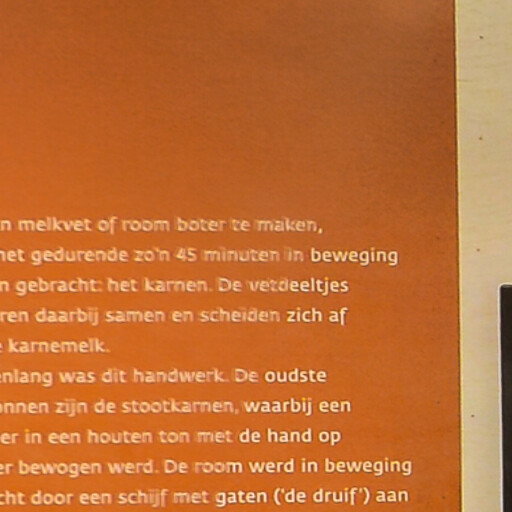 n melkvet of room boter te maken,
net gedurende zo'n 45 minuten in beweging
n gebracht: het karnen. De vetdeeltjes
ren daarbij samen en scheiden zich af
e karnemelk.
enlang was dit handwerk. De oudste
onnen zijn de stootkarnen, waarbij een
er in een houten ton met de hand op
er bewogen werd. De room werd in beweging
cht door een schijf met gaten ('de druif') aan